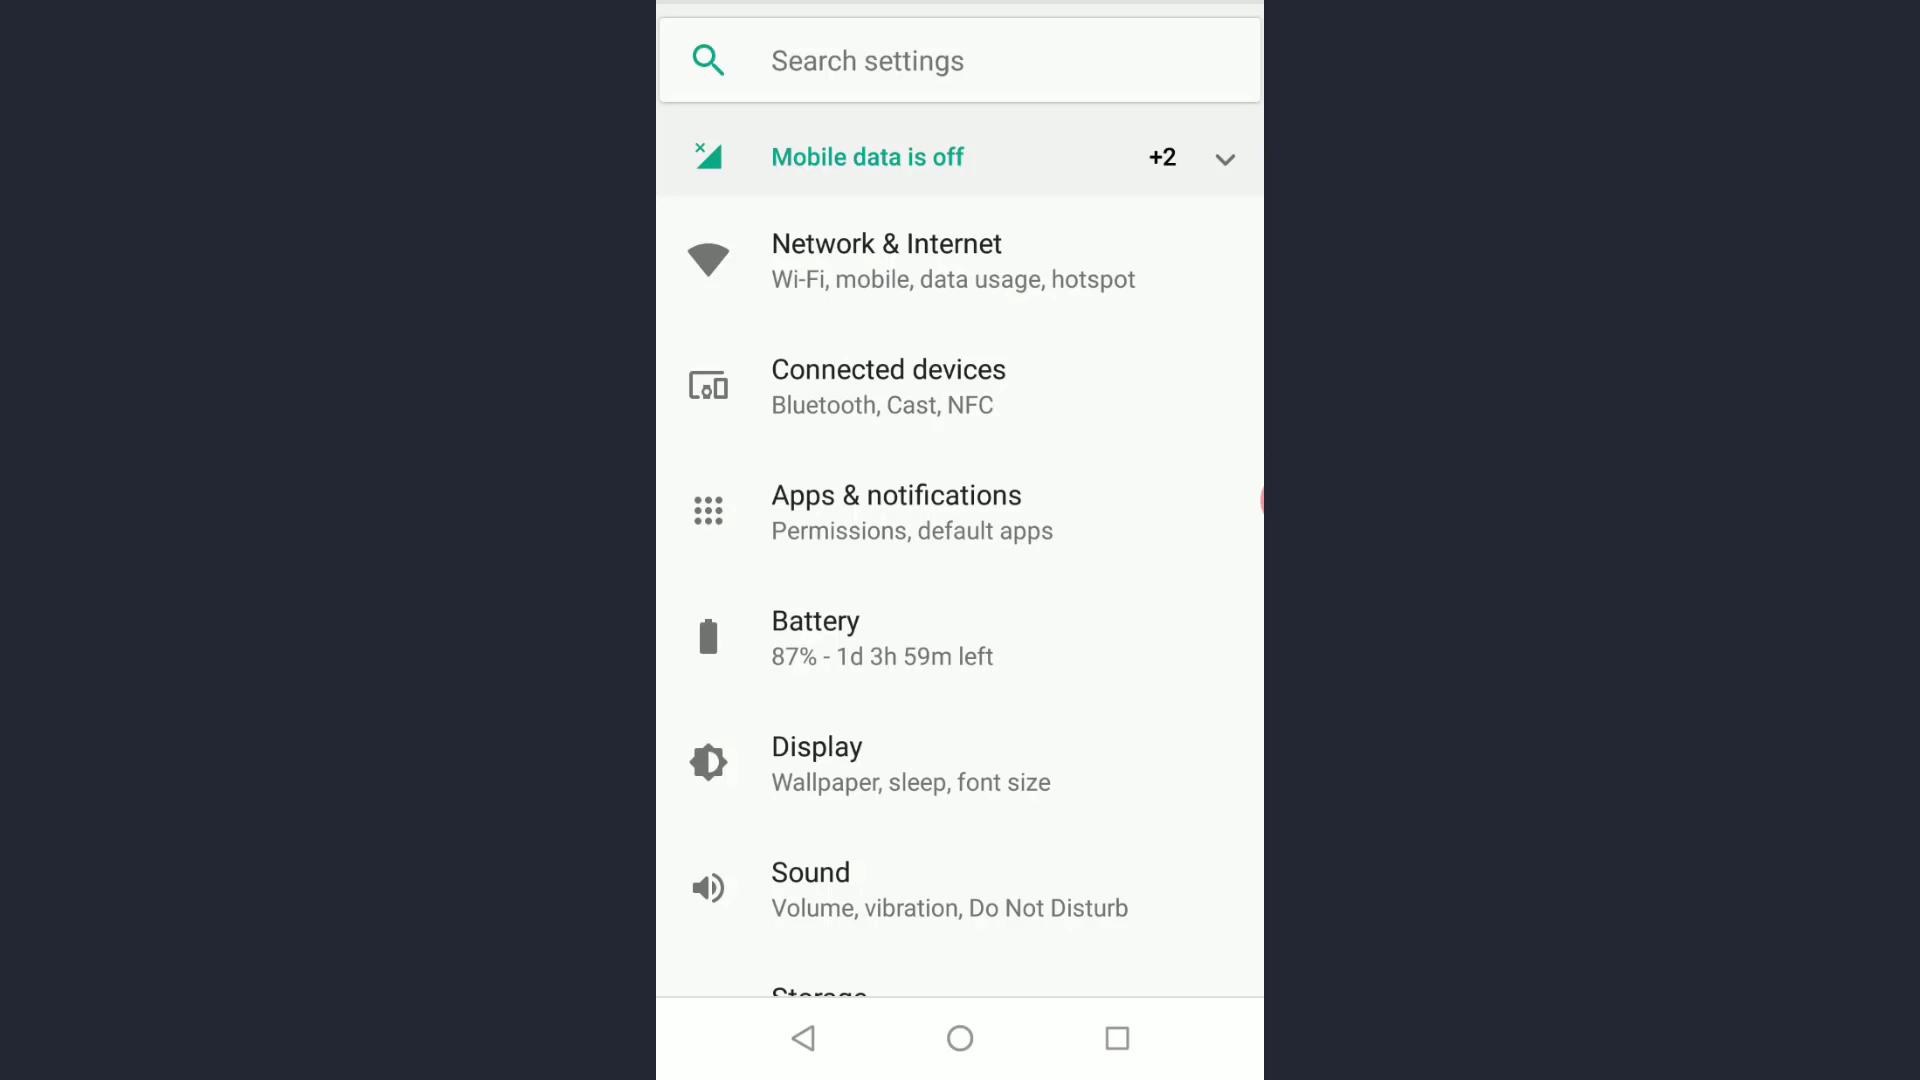 Search settings
Mobile data is off +2
Network & Internet
Wi-Fi, mobile, data usage, hotspot
Connected devices
Bluetooth, Cast, NFC
Apps & notifications
Permissions, default apps
Battery
87% - 1d 3h 59m left
Display
Wallpaper, sleep, font size
Sound
Volume, vibration, Do Not Disturb
Storage